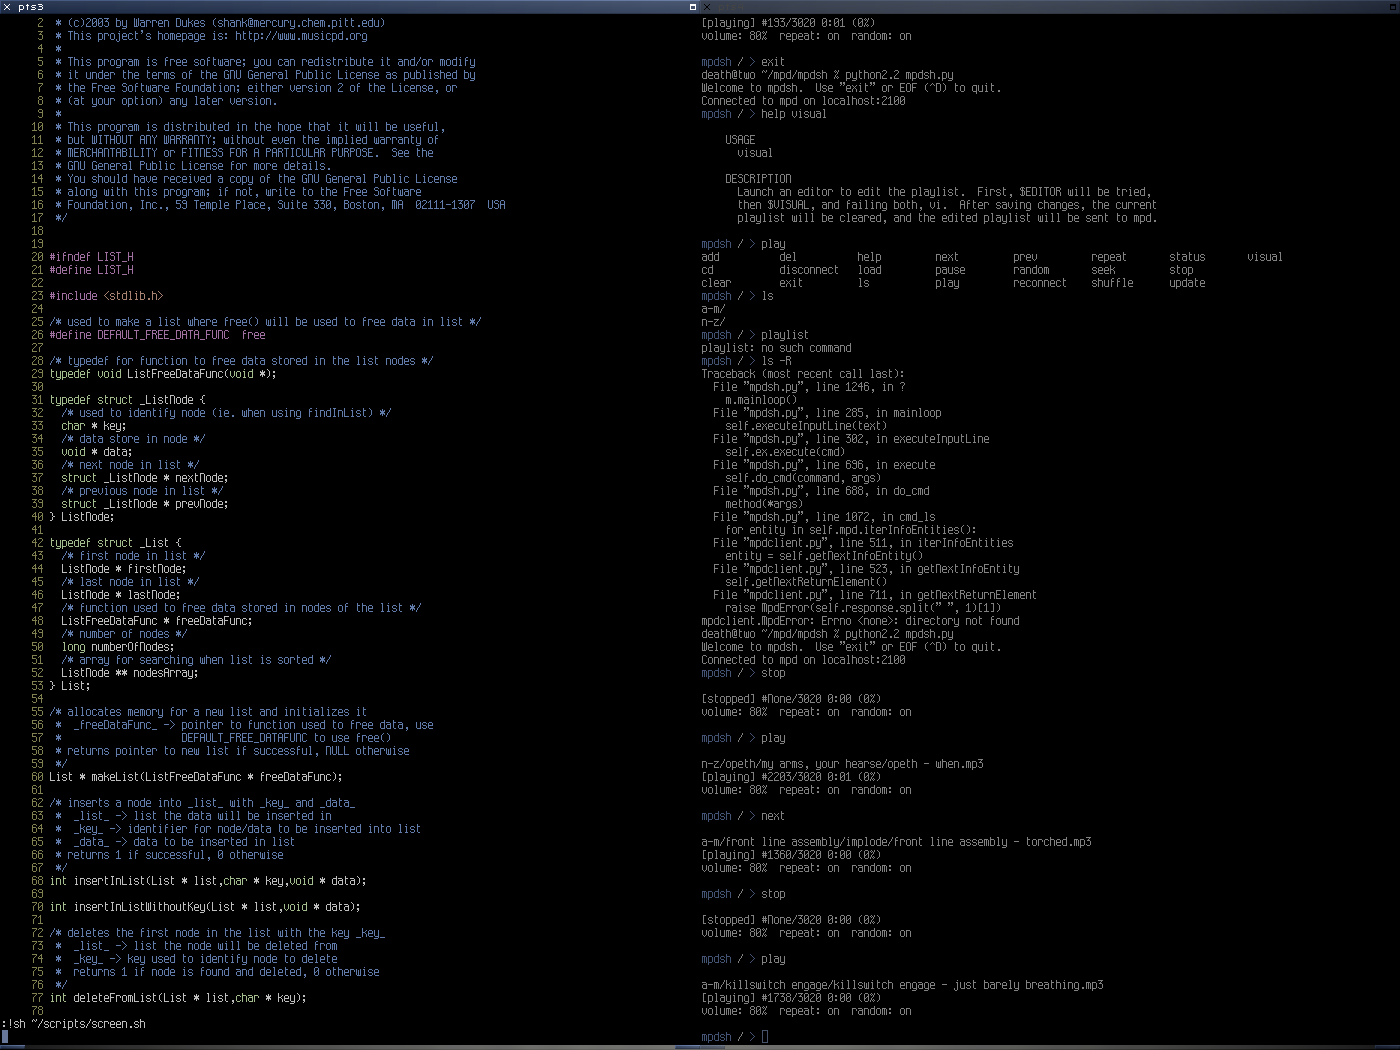 pts3
2  * (c)2003 by Warren Dukes (shank@mercury.chem.pitt.edu)
3  * This project's homepage is: http://www.musicpd.org
4  *
5  * This program is free software; you can redistribute it and/or modify
6  * it under the terms of the GNU General Public License as published by
7  * the Free Software Foundation; either version 2 of the License, or
8  * (at your option) any later version.
9  *
10  * This program is distributed in the hope that it will be useful,
11  * but WITHOUT ANY WARRANTY; without even the implied warranty of
12  * MERCHANTABILITY or FITNESS FOR A PARTICULAR PURPOSE.  See the
13  * GNU General Public License for more details.
14  * You should have received a copy of the GNU General Public License
15  * along with this program; if not, write to the Free Software
16  * Foundation, Inc., 59 Temple Place, Suite 330, Boston, MA  02111-1307  USA
17  */
18
19
20 #ifndef LIST_H
21 #define LIST_H
22
23 #include <stdlib.h>
24
25 /* used to make a list where free() will be used to free data in list */
26 #define DEFAULT_FREE_DATA_FUNC  free
27
28 /* typedef for function to free data stored in the list nodes */
29 typedef void ListFreeDataFunc(void *);
30
31 typedef struct _ListNode {
32   /* used to identify node (ie. when using findInList) */
33   char * key;
34   /* data store in node */
35   void * data;
36   /* next node in list */
37   struct _ListNode * nextNode;
38   /* previous node in list */
39   struct _ListNode * prevNode;
40 } ListNode;
41
42 typedef struct _List {
43   /* first node in list */
44   ListNode * firstNode;
45   /* last node in list */
46   ListNode * lastNode;
47   /* function used to free data stored in nodes of the list */
48   ListFreeDataFunc * freeDataFunc;
49   /* number of nodes */
50   long numberOfNodes;
51   /* array for searching when list is sorted */
52   ListNode ** nodesArray;
53 } List;
54
55 /* allocates memory for a new list and initializes it
56  *  _freeDataFunc_ -> pointer to function used to free data, use
57  *                    DEFAULT_FREE_DATAFUNC to use free()
58  * returns pointer to new list if successful, NULL otherwise
59  */
60 List * makeList(ListFreeDataFunc * freeDataFunc);
61
62 /* inserts a node into _list_ with _key_ and _data_
63  *  _list_ -> list the data will be inserted in
64  *  _key_ -> identifier for node/data to be inserted into list
65  *  _data_ -> data to be inserted in list
66  * returns 1 if successful, 0 otherwise
67  */
68 int insertInList(List * list,char * key,void * data);
69
70 int insertInListWithoutKey(List * list,void * data);
71
72 /* deletes the first node in the list with the key _key_
73  *  _list_ -> list the node will be deleted from
74  *  _key_ -> key used to identify node to delete
75  *  returns 1 if node is found and deleted, 0 otherwise
76  */
77 int deleteFromList(List * list,char * key);
78
:!sh ~/scripts/screen.sh
pts3
[playing] #193/3020 0:01 (0%)
volume: 80%  repeat: on  random: on
mpdsh / > exit
death@two ~/mpd/mpdsh % python2.2 mpdsh.py
Welcome to mpdsh.  Use "exit" or EOF (^D) to quit.
Connected to mpd on localhost:2100
mpdsh / > help visual
USAGE
visual
DESCRIPTION
Launch an editor to edit the playlist.  First, $EDITOR will be tried,
then $VISUAL, and failing both, vi.  After saving changes, the current
playlist will be cleared, and the edited playlist will be sent to mpd.
mpdsh / > play
add          del          help         next         prev         repeat       status       visual
cd           disconnect   load         pause        random       seek         stop
clear        exit         ls           play         reconnect    shuffle      update
mpdsh / > ls
a-m/
n-z/
mpdsh / > playlist
playlist: no such command
mpdsh / > ls -R
Traceback (most recent call last):
  File "mpdsh.py", line 1246, in ?
    m.mainloop()
  File "mpdsh.py", line 285, in mainloop
    self.executeInputLine(text)
  File "mpdsh.py", line 302, in executeInputLine
    self.ex.execute(cmd)
  File "mpdsh.py", line 696, in execute
    self.do_cmd(command, args)
  File "mpdsh.py", line 688, in do_cmd
    method(*args)
  File "mpdsh.py", line 1072, in cmd_ls
    for entity in self.mpd.iterInfoEntities():
  File "mpdclient.py", line 511, in iterInfoEntities
    entity = self.getNextInfoEntity()
  File "mpdclient.py", line 523, in getNextInfoEntity
    self.getNextReturnElement()
  File "mpdclient.py", line 711, in getNextReturnElement
    raise MpdError(self.response.split(" ", 1)[1])
mpdclient.MpdError: Errno <none>: directory not found
death@two ~/mpd/mpdsh % python2.2 mpdsh.py
Welcome to mpdsh.  Use "exit" or EOF (^D) to quit.
Connected to mpd on localhost:2100
mpdsh / > stop
[stopped] #None/3020 0:00 (0%)
volume: 80%  repeat: on  random: on
mpdsh / > play
n-z/opeth/my arms, your hearse/opeth - when.mp3
[playing] #2203/3020 0:01 (0%)
volume: 80%  repeat: on  random: on
mpdsh / > next
a-m/front line assembly/implode/front line assembly - torched.mp3
[playing] #1360/3020 0:00 (0%)
volume: 80%  repeat: on  random: on
mpdsh / > stop
[stopped] #None/3020 0:00 (0%)
volume: 80%  repeat: on  random: on
mpdsh / > play
a-m/killswitch engage/killswitch engage - just barely breathing.mp3
[playing] #1738/3020 0:00 (0%)
volume: 80%  repeat: on  random: on
mpdsh / >